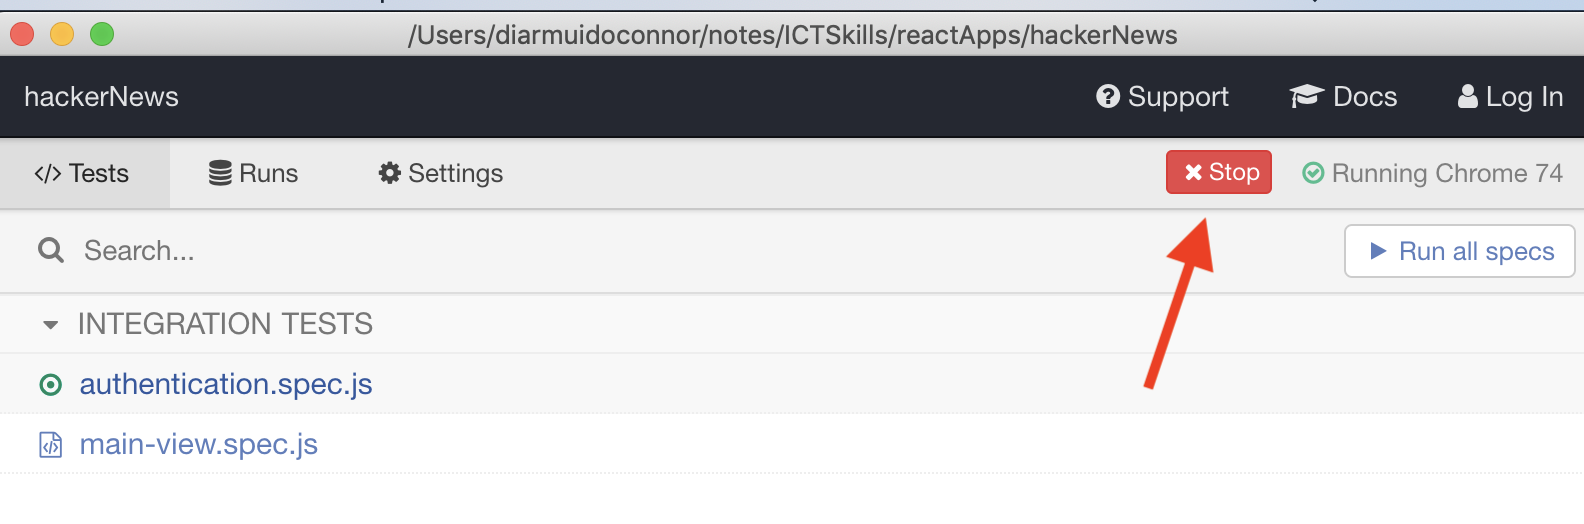 /Users/diarmuidoconnor/notes/ICTSkills/reactApps/hackerNews
hackerNews Support Docs Log In
</> Tests Runs Settings Stop Running Chrome 74
Search... Run all specs
INTEGRATION TESTS
authentication.spec.js
main-view.spec.js